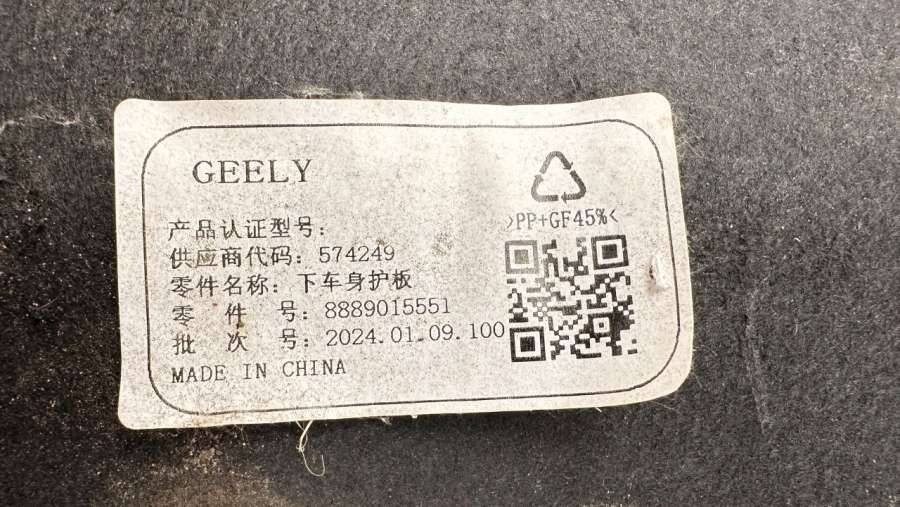 GEELY
>PP+GF45%<
产品认证型号:
供应商代码: 574249
零件名称: 下车身护板
零 件 号: 8889015551
批 次 号: 2024.01.09.100
MADE IN CHINA